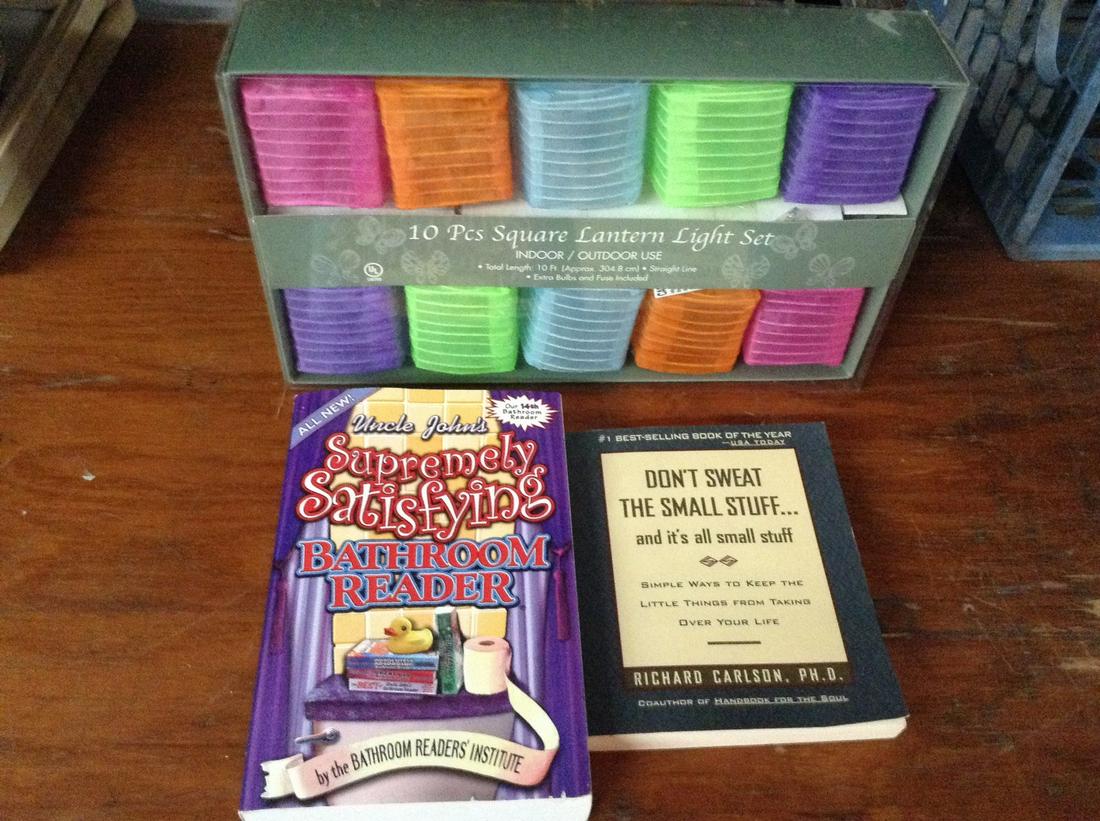 10 Pcs Square Lantern Light Set
INDOOR / OUTDOOR USE
• Total Length: 10 Ft. (Approx. 304.8 cm) • Straight Line
• Extra Bulbs and Fuse Included
UL
ALL NEW!
Our 14th
Bathroom
Reader
Uncle John's
Supremely
Satisfying
BATHROOM
READER
by the BATHROOM READERS' INSTITUTE
#1 BEST-SELLING BOOK OF THE YEAR
—USA TODAY
DON'T SWEAT
THE SMALL STUFF...
and it's all small stuff
SIMPLE WAYS TO KEEP THE
LITTLE THINGS FROM TAKING
OVER YOUR LIFE
RICHARD CARLSON, PH.D.
COAUTHOR OF HANDBOOK FOR THE SOUL